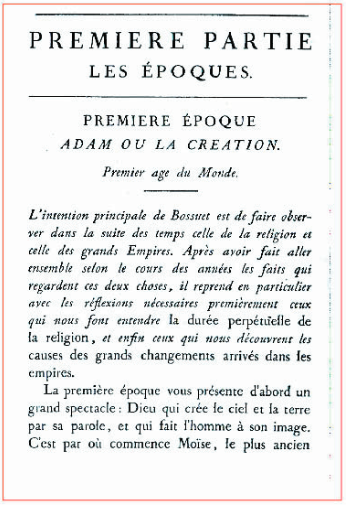 PREMIERE PARTIE
LES ÉPOQUES.
PREMIERE ÉPOQUE
ADAM OU LA CREATION.
Premier age du Monde.
L'intention principale de Bossuet est de faire obser-
ver dans la suite des temps celle de la religion et
celle des grands Empires. Après avoir fait aller
ensemble selon le cours des années les faits qui
regardent ces deux choses, il reprend en particulier
avec les réflexions nécessaires premièrement ceux
qui nous font entendre la durée perpétuelle de
la religion, et enfin ceux qui nous découvrent les
causes des grands changements arrivés dans les
empires.
La première époque vous présente d'abord un
grand spectacle : Dieu qui crée le ciel et la terre
par sa parole, et qui fait l'homme à son image.
C'est par où commence Moïse, le plus ancien